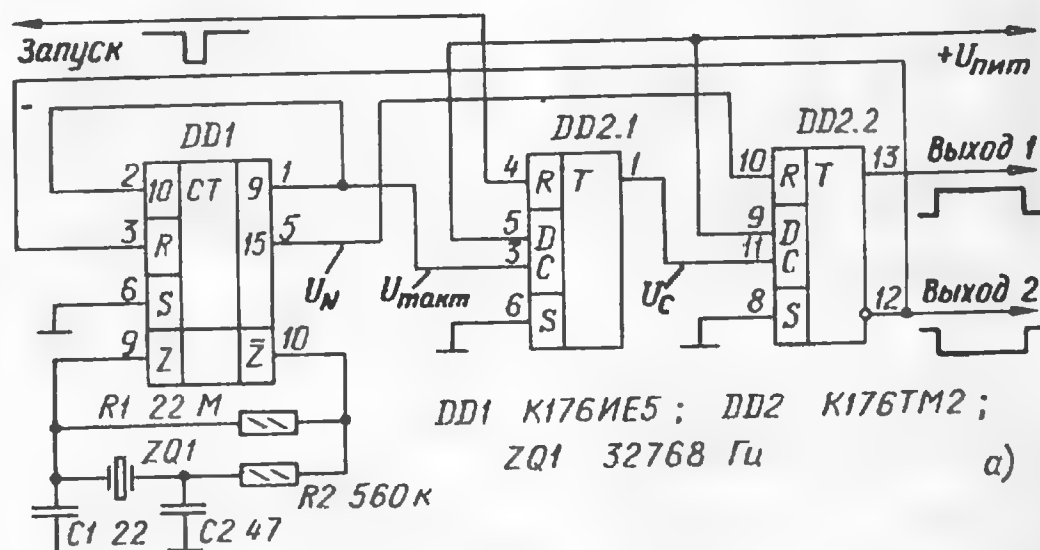 Запуск
+Uпит
DD1
DD2.1
DD2.2
2 10 CT 9 1
3 R 15 5
6 S
9 Z Z̅ 10
UN
Uтакт
4 R T 1
5 D
3 C
6 S
UC
10 R T 13
9 D
11 C
8 S 12
Выход 1
Выход 2
R1 22 М
ZQ1
R2 560 к
C1 22
C2 47
DD1 К176ИЕ5; DD2 К176ТМ2;
ZQ1 32768 Гц
а)